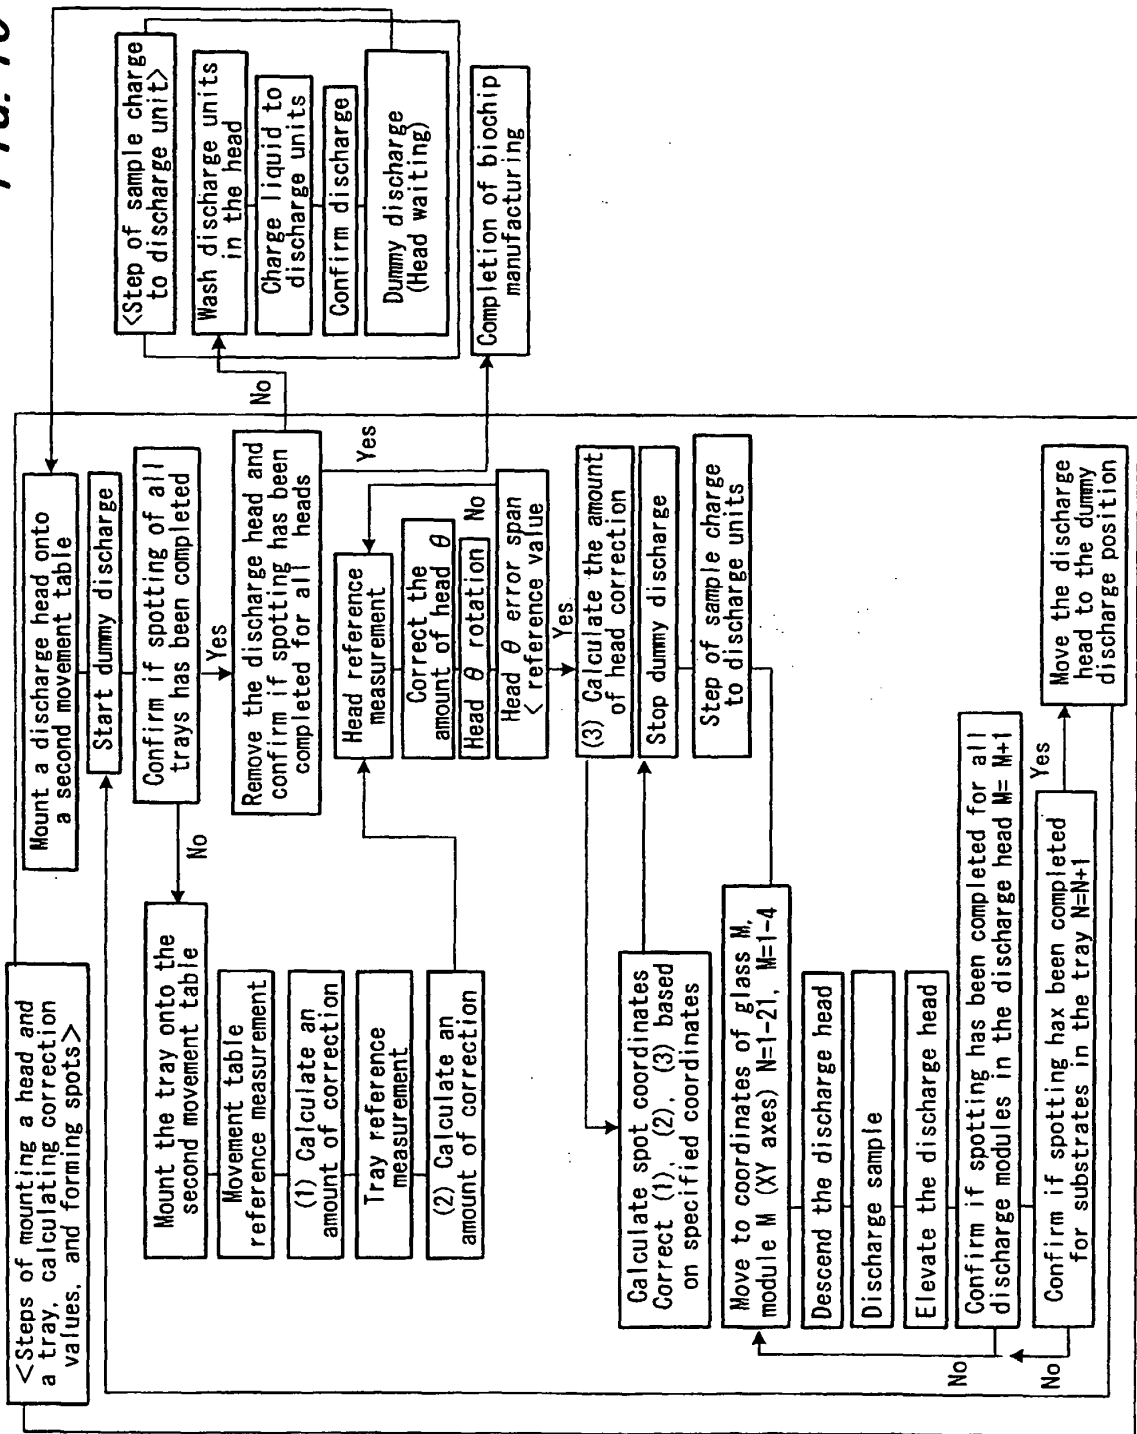 <Steps of mounting a head and
a tray, calculating correction
values, and forming spots>
Mount a discharge head onto
a second movement table
Start dummy discharge
Confirm if spotting of all
trays has been completed
No
Yes
Mount the tray onto the
second movement table
Movement table
reference measurement
(1) Calculate an
amount of correction
Tray reference
measurement
(2) Calculate an
amount of correction
Remove the discharge head and
confirm if spotting has been
completed for all heads
No
Yes
<Step of sample charge
to discharge unit>
Wash discharge units
in the head
Charge liquid to
discharge units
Confirm discharge
Dummy discharge
(Head waiting)
Completion of biochip
manufacturing
Head reference
measurement
Correct the
amount of head θ
Head θ rotation
No
Head θ error span
< reference value
Yes
(3) Calculate the amount
of head correction
Calculate spot coordinates
Correct (1), (2), (3) based
on specified coordinates
Stop dummy discharge
Step of sample charge
to discharge units
Move to coordinates of glass M,
module M (XY axes) N=1-21, M=1-4
Descend the discharge head
Discharge sample
Elevate the discharge head
Confirm if spotting has been completed for all
discharge modules in the discharge head M= M+1
No
Confirm if spotting hax been completed
for substrates in the tray N=N+1
No
Yes
Move the discharge
head to the dummy
discharge position